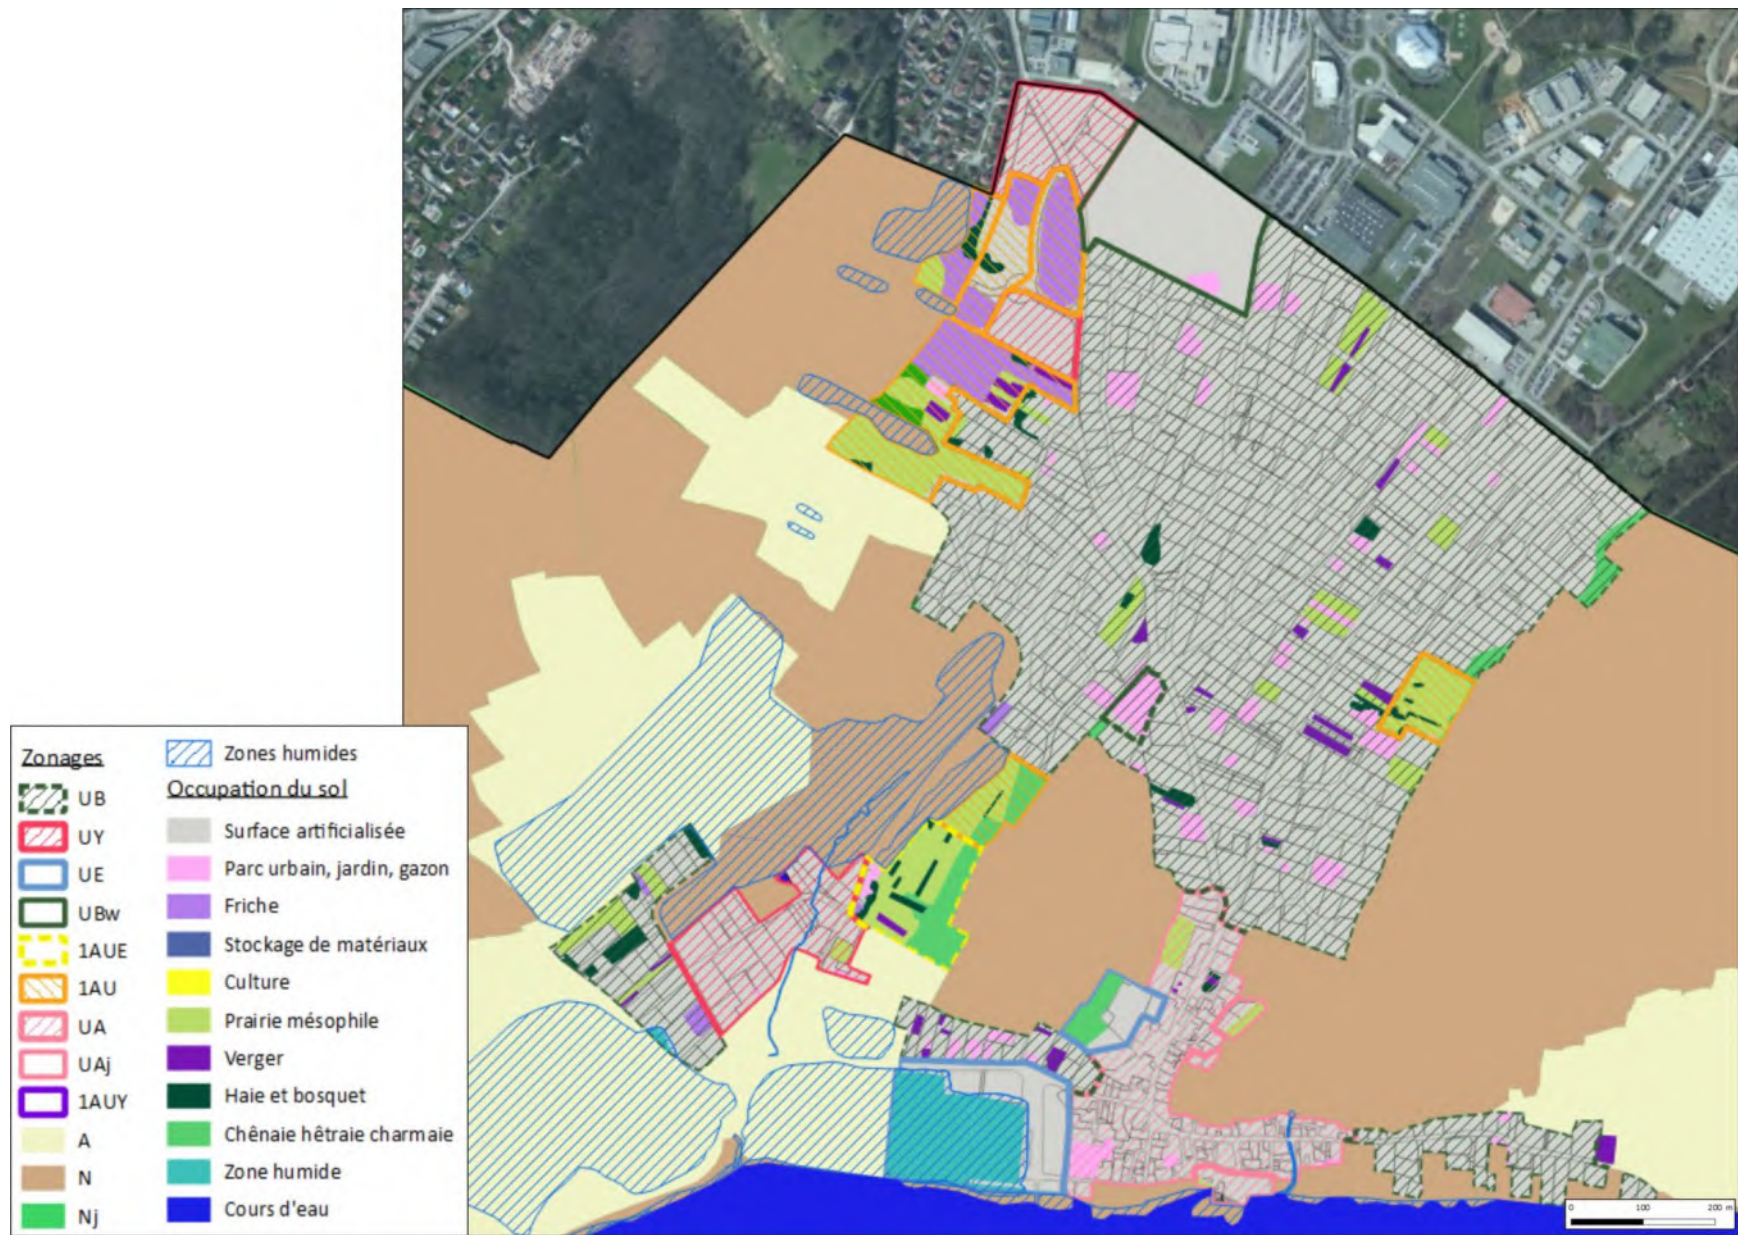 Zonages
UB
UY
UE
UBw
1AUE
1AU
UA
UAj
1AUY
A
N
Nj
Zones humides
Occupation du sol
Surface artificialisée
Parc urbain, jardin, gazon
Friche
Stockage de matériaux
Culture
Prairie mésophile
Verger
Haie et bosquet
Chênaie hêtraie charmaie
Zone humide
Cours d'eau
0 100 200 m